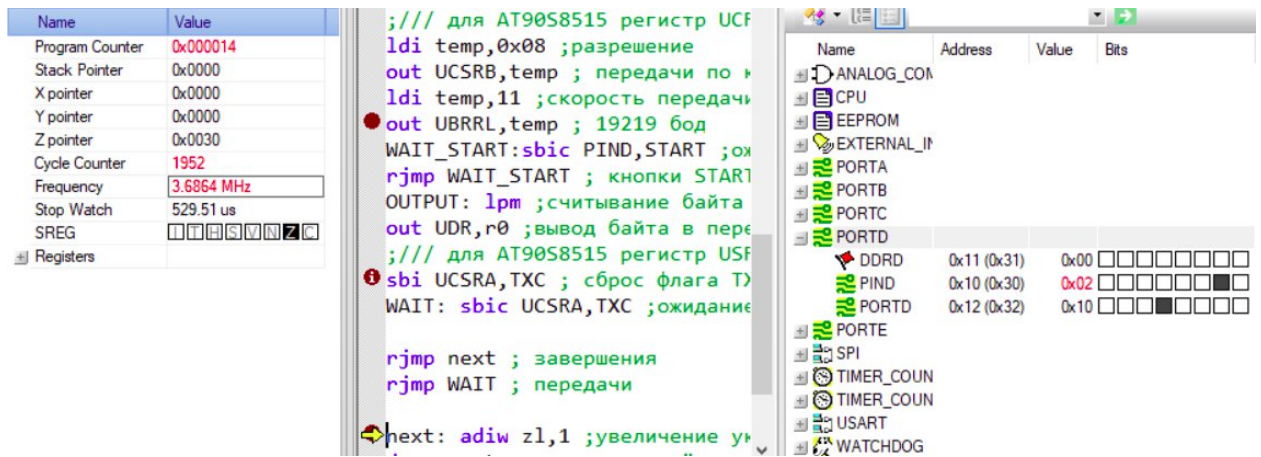 Name Value
Program Counter 0x000014
Stack Pointer 0x0000
X pointer 0x0000
Y pointer 0x0000
Z pointer 0x0030
Cycle Counter 1952
Frequency 3.6864 MHz
Stop Watch 529.51 us
SREG I T H S V N Z C
Registers
;/// для AT90S8515 регистр UCR
ldi temp,0x08 ;разрешение
out UCSRB,temp ; передачи по к
ldi temp,11 ;скорость передачи
out UBRRL,temp ; 19219 бод
WAIT_START:sbic PIND,START ;ож
rjmp WAIT_START ; кнопки START
OUTPUT: lpm ;считывание байта
out UDR,r0 ;вывод байта в пере
;/// для AT90S8515 регистр USR
sbi UCSRA,TXC ; сброс флага TX
WAIT: sbic UCSRA,TXC ;ожидание
rjmp next ; завершения
rjmp WAIT ; передачи
next: adiw zl,1 ;увеличение ук
Name Address Value Bits
ANALOG_COM
CPU
EEPROM
EXTERNAL_IN
PORTA
PORTB
PORTC
PORTD
DDRD 0x11 (0x31) 0x00
PIND 0x10 (0x30) 0x02
PORTD 0x12 (0x32) 0x10
PORTE
SPI
TIMER_COUN
TIMER_COUN
USART
WATCHDOG